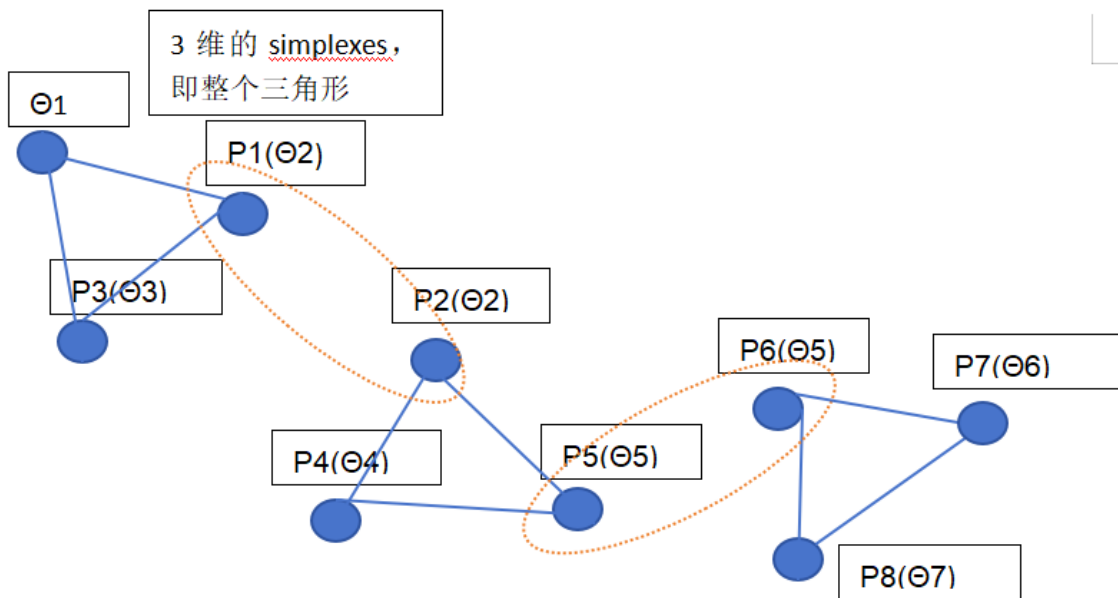 3 维的 simplexes，
即整个三角形
Θ1
P1(Θ2)
P3(Θ3)
P2(Θ2)
P6(Θ5)
P7(Θ6)
P4(Θ4)
P5(Θ5)
P8(Θ7)